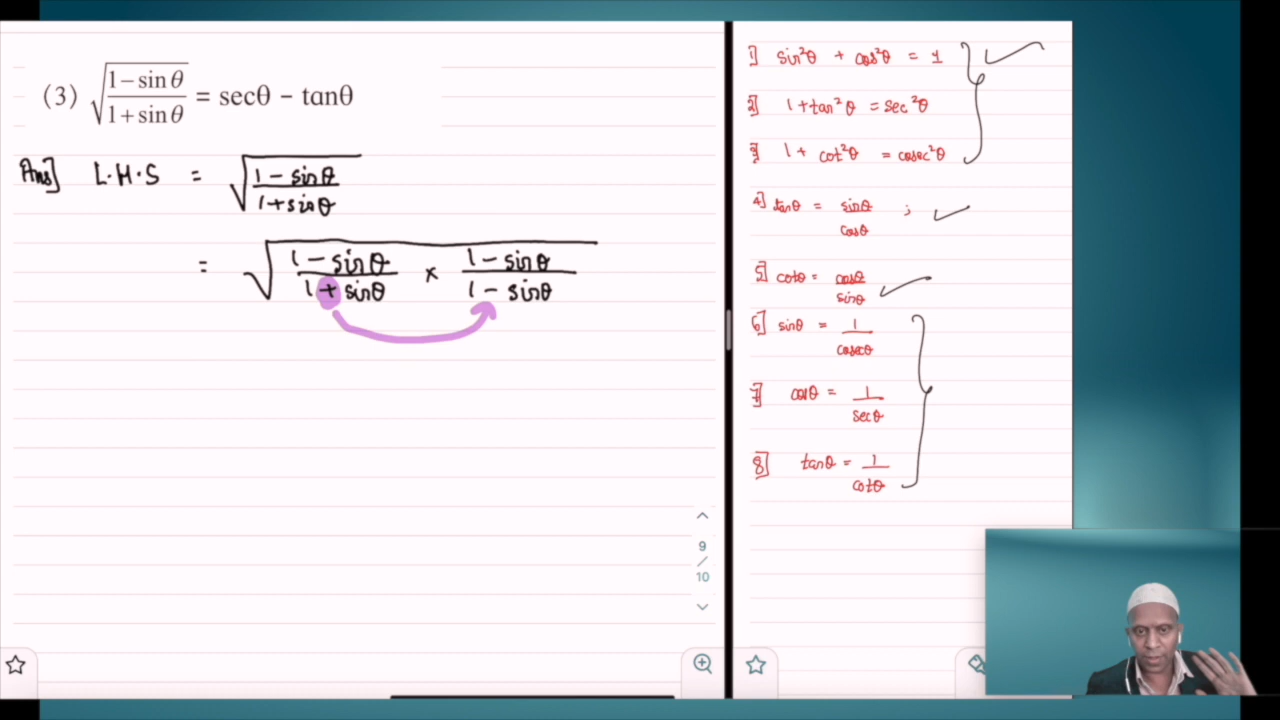 (3) √((1 − sin θ)/(1 + sin θ)) = secθ − tanθ
Ans] L.H.S = √((1 − sinθ)/(1 + sinθ))
= √((1 − sinθ)/(1 + sinθ) × (1 − sinθ)/(1 − sinθ))
9
/
10
1] sin²θ + cos²θ = 1
2] 1 + tan²θ = sec²θ
3] 1 + cot²θ = cosec²θ
4] tanθ = sinθ/cosθ ;
5] cotθ = cosθ/sinθ
6] sinθ = 1/cosecθ
7] cosθ = 1/secθ
8] tanθ = 1/cotθ